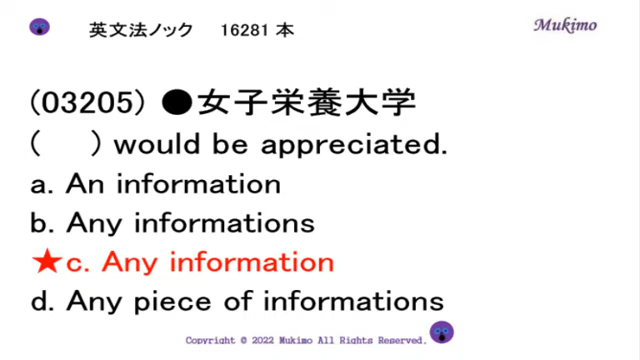 英文法ノック 16281 本
Mukimo
(03205) ●女子栄養大学
(　) would be appreciated.
a. An information
b. Any informations
★c. Any information
d. Any piece of informations
Copyright @ 2022 Mukimo All Rights Reserved.